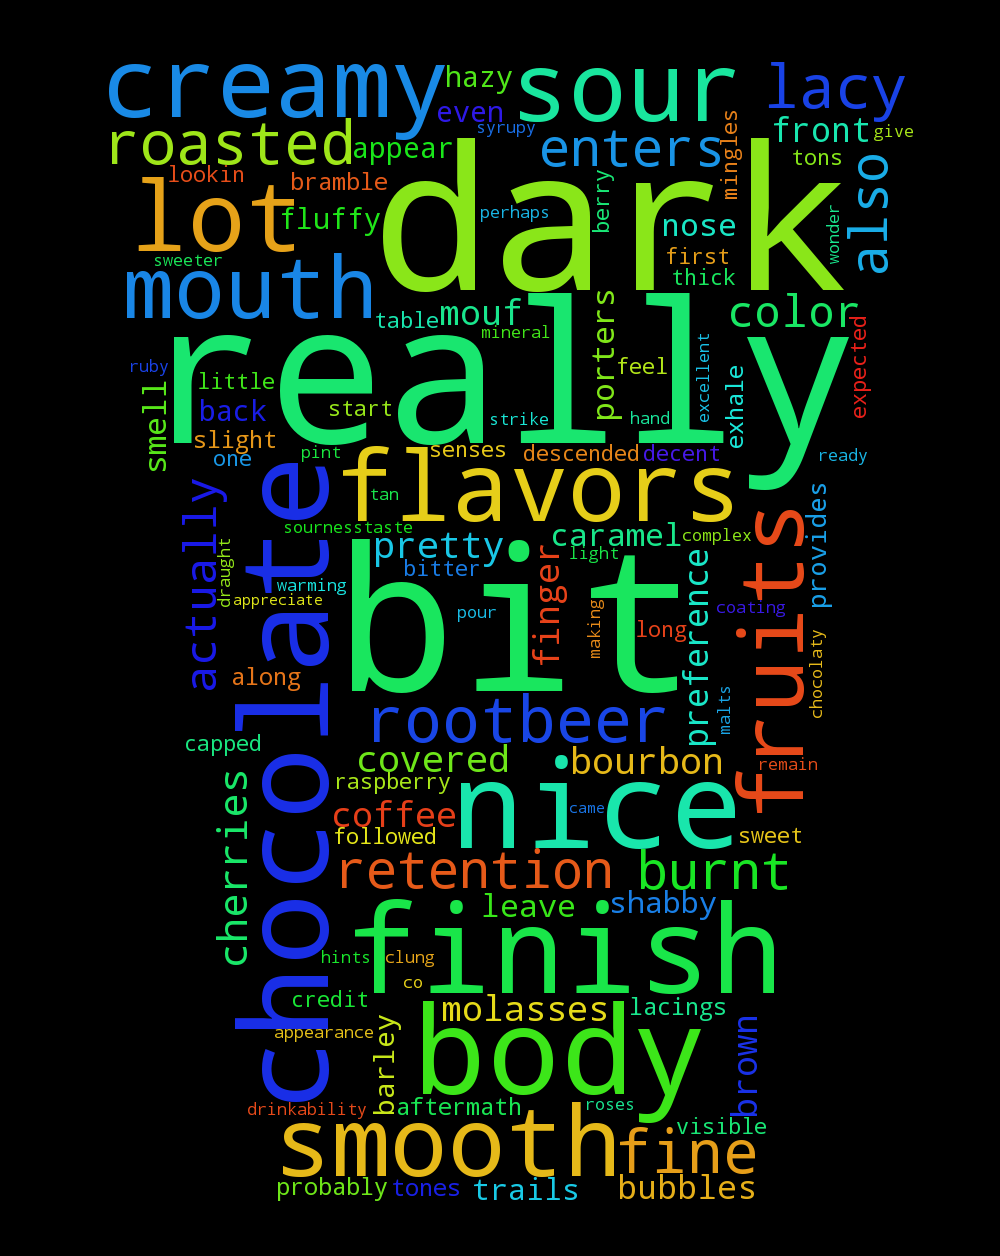 creamy
hazy
sour
lacy
even
syrupy
roasted
appear
enters
mingles
front
give
tons
lookin
bramble
dark
also
lot
fluffy
perhaps
berry
nose
wonder
first
sweeter
thick
mouth
table
mouf
mineral
porters
color
really
ruby
little
feel
excellent
exhale
expected
smell
back
start
strike
hand
slight
one
pint
senses
descended
decent
ready
flavors
chocolate
actually
tan
sournesstaste
caramel
complex
fruits
provides
pretty
light
draught
warming
bitter
finger
preference
appreciate
bit
pour
making
long
coating
chocolaty
along
malts
rootbeer
capped
covered
bourbon
remain
cherries
raspberry
nice
coffee
came
followed
sweet
retention
burnt
leave
shabby
finish
hints
clung
co
credit
molasses
lacings
appearance
barley
body
brown
drinkability
aftermath
roses
smooth
visible
fine
probably
tones
trails
bubbles